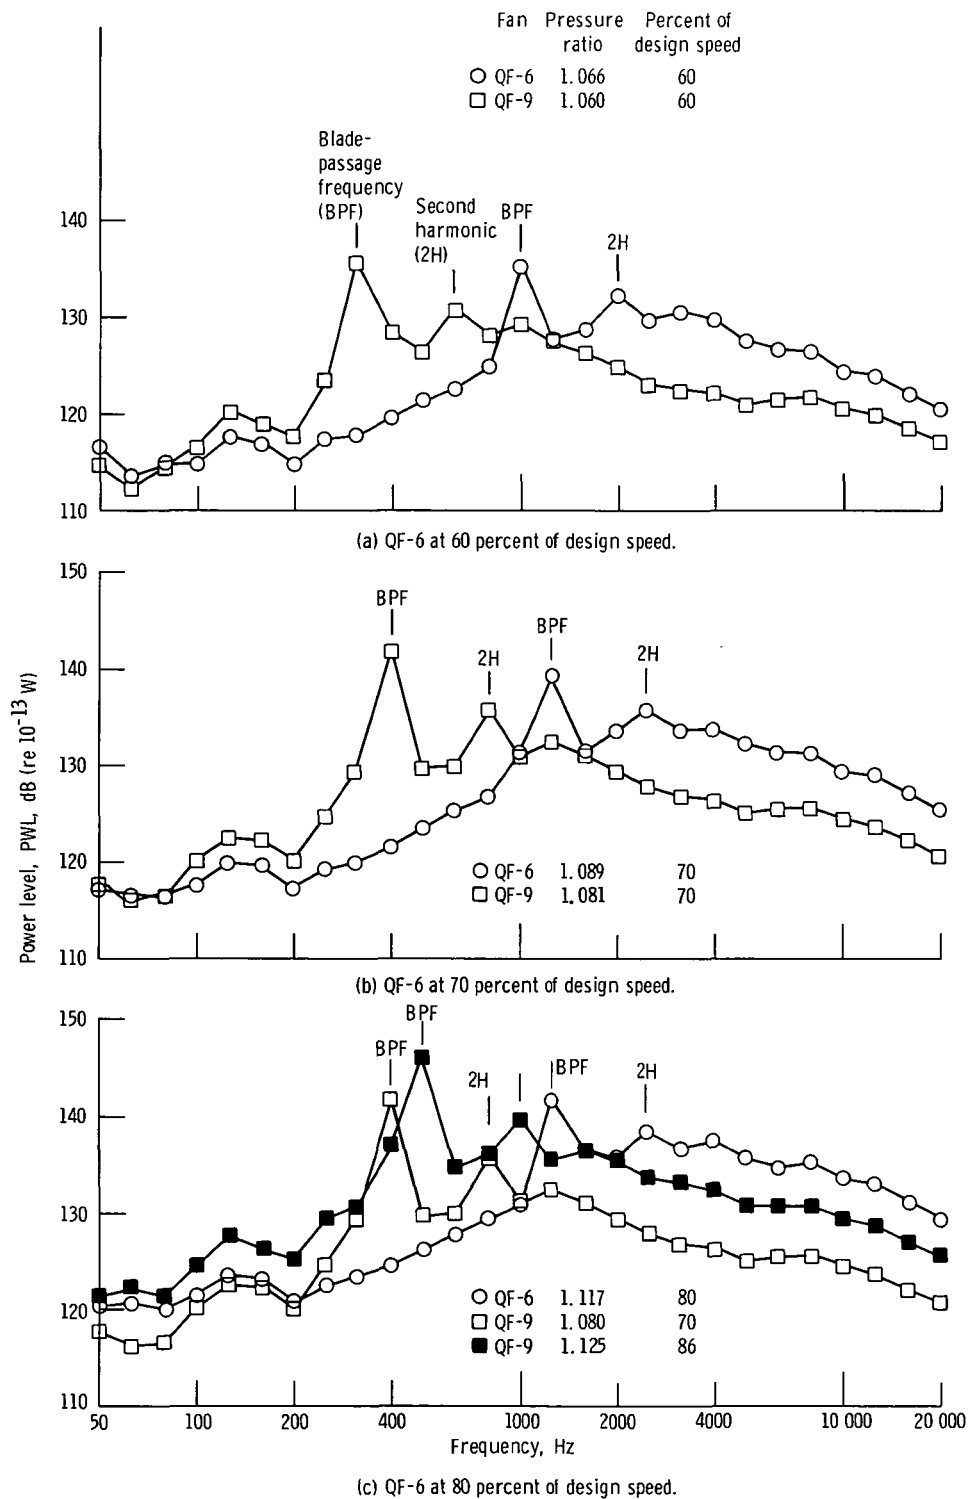 Fan Pressure ratio Percent of design speed
○ QF-6 1.066 60
□ QF-9 1.060 60
Blade-passage frequency (BPF)
Second harmonic (2H)
BPF
2H
140
130
120
110
(a) QF-6 at 60 percent of design speed.
150
140
130
120
110
BPF
2H
BPF
2H
○ QF-6 1.089 70
□ QF-9 1.081 70
Power level, PWL, dB (re 10⁻¹³ W)
(b) QF-6 at 70 percent of design speed.
150
140
130
120
110
BPF
BPF
2H
BPF
2H
○ QF-6 1.117 80
□ QF-9 1.080 70
■ QF-9 1.125 86
50 100 200 400 1000 2000 4000 10 000 20 000
Frequency, Hz
(c) QF-6 at 80 percent of design speed.